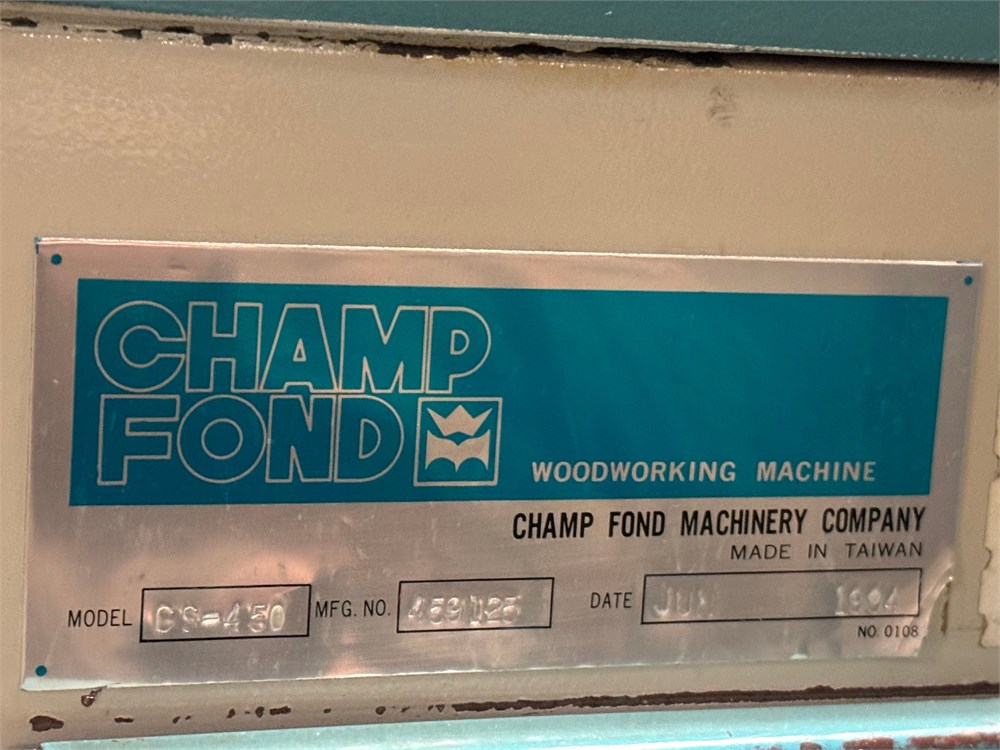 CHAMP
FOND
WOODWORKING MACHINE
CHAMP FOND MACHINERY COMPANY
MADE IN TAIWAN
MODEL MFG. NO. DATE 1994
NO. 0108